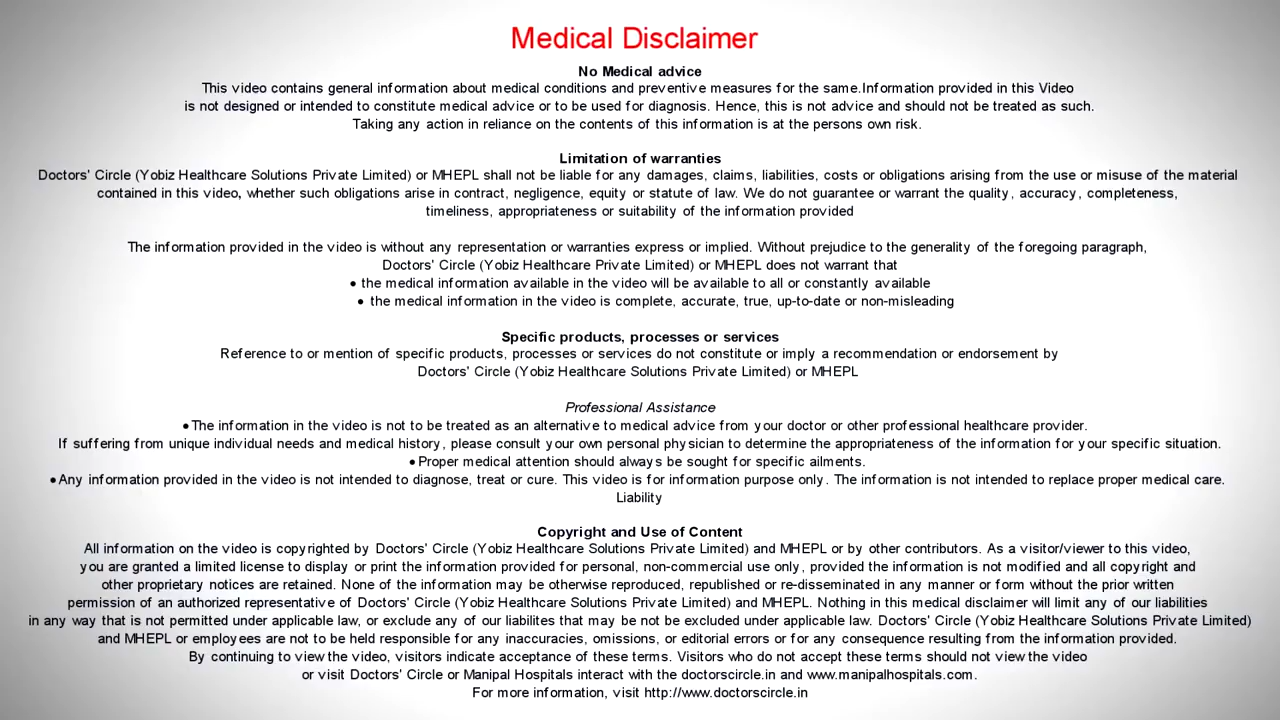 Medical Disclaimer
No Medical advice
This video contains general information about medical conditions and preventive measures for the same.Information provided in this Video
is not designed or intended to constitute medical advice or to be used for diagnosis. Hence, this is not advice and should not be treated as such.
Taking any action in reliance on the contents of this information is at the persons own risk.
Limitation of warranties
Doctors' Circle (Yobiz Healthcare Solutions Private Limited) or MHEPL shall not be liable for any damages, claims, liabilities, costs or obligations arising from the use or misuse of the material
contained in this video, whether such obligations arise in contract, negligence, equity or statute of law. We do not guarantee or warrant the quality, accuracy, completeness,
timeliness, appropriateness or suitability of the information provided
The information provided in the video is without any representation or warranties express or implied. Without prejudice to the generality of the foregoing paragraph,
Doctors' Circle (Yobiz Healthcare Private Limited) or MHEPL does not warrant that
• the medical information available in the video will be available to all or constantly available
• the medical information in the video is complete, accurate, true, up-to-date or non-misleading
Specific products, processes or services
Reference to or mention of specific products, processes or services do not constitute or imply a recommendation or endorsement by
Doctors' Circle (Yobiz Healthcare Solutions Private Limited) or MHEPL
Professional Assistance
•The information in the video is not to be treated as an alternative to medical advice from your doctor or other professional healthcare provider.
If suffering from unique individual needs and medical history, please consult your own personal physician to determine the appropriateness of the information for your specific situation.
•Proper medical attention should always be sought for specific ailments.
•Any information provided in the video is not intended to diagnose, treat or cure. This video is for information purpose only. The information is not intended to replace proper medical care.
Liability
Copyright and Use of Content
All information on the video is copyrighted by Doctors' Circle (Yobiz Healthcare Solutions Private Limited) and MHEPL or by other contributors. As a visitor/viewer to this video,
you are granted a limited license to display or print the information provided for personal, non-commercial use only, provided the information is not modified and all copyright and
other proprietary notices are retained. None of the information may be otherwise reproduced, republished or re-disseminated in any manner or form without the prior written
permission of an authorized representative of Doctors' Circle (Yobiz Healthcare Solutions Private Limited) and MHEPL. Nothing in this medical disclaimer will limit any of our liabilities
in any way that is not permitted under applicable law, or exclude any of our liabilites that may be not be excluded under applicable law. Doctors' Circle (Yobiz Healthcare Solutions Private Limited)
and MHEPL or employees are not to be held responsible for any inaccuracies, omissions, or editorial errors or for any consequence resulting from the information provided.
By continuing to view the video, visitors indicate acceptance of these terms. Visitors who do not accept these terms should not view the video
or visit Doctors' Circle or Manipal Hospitals interact with the doctorscircle.in and www.manipalhospitals.com.
For more information, visit http://www.doctorscircle.in